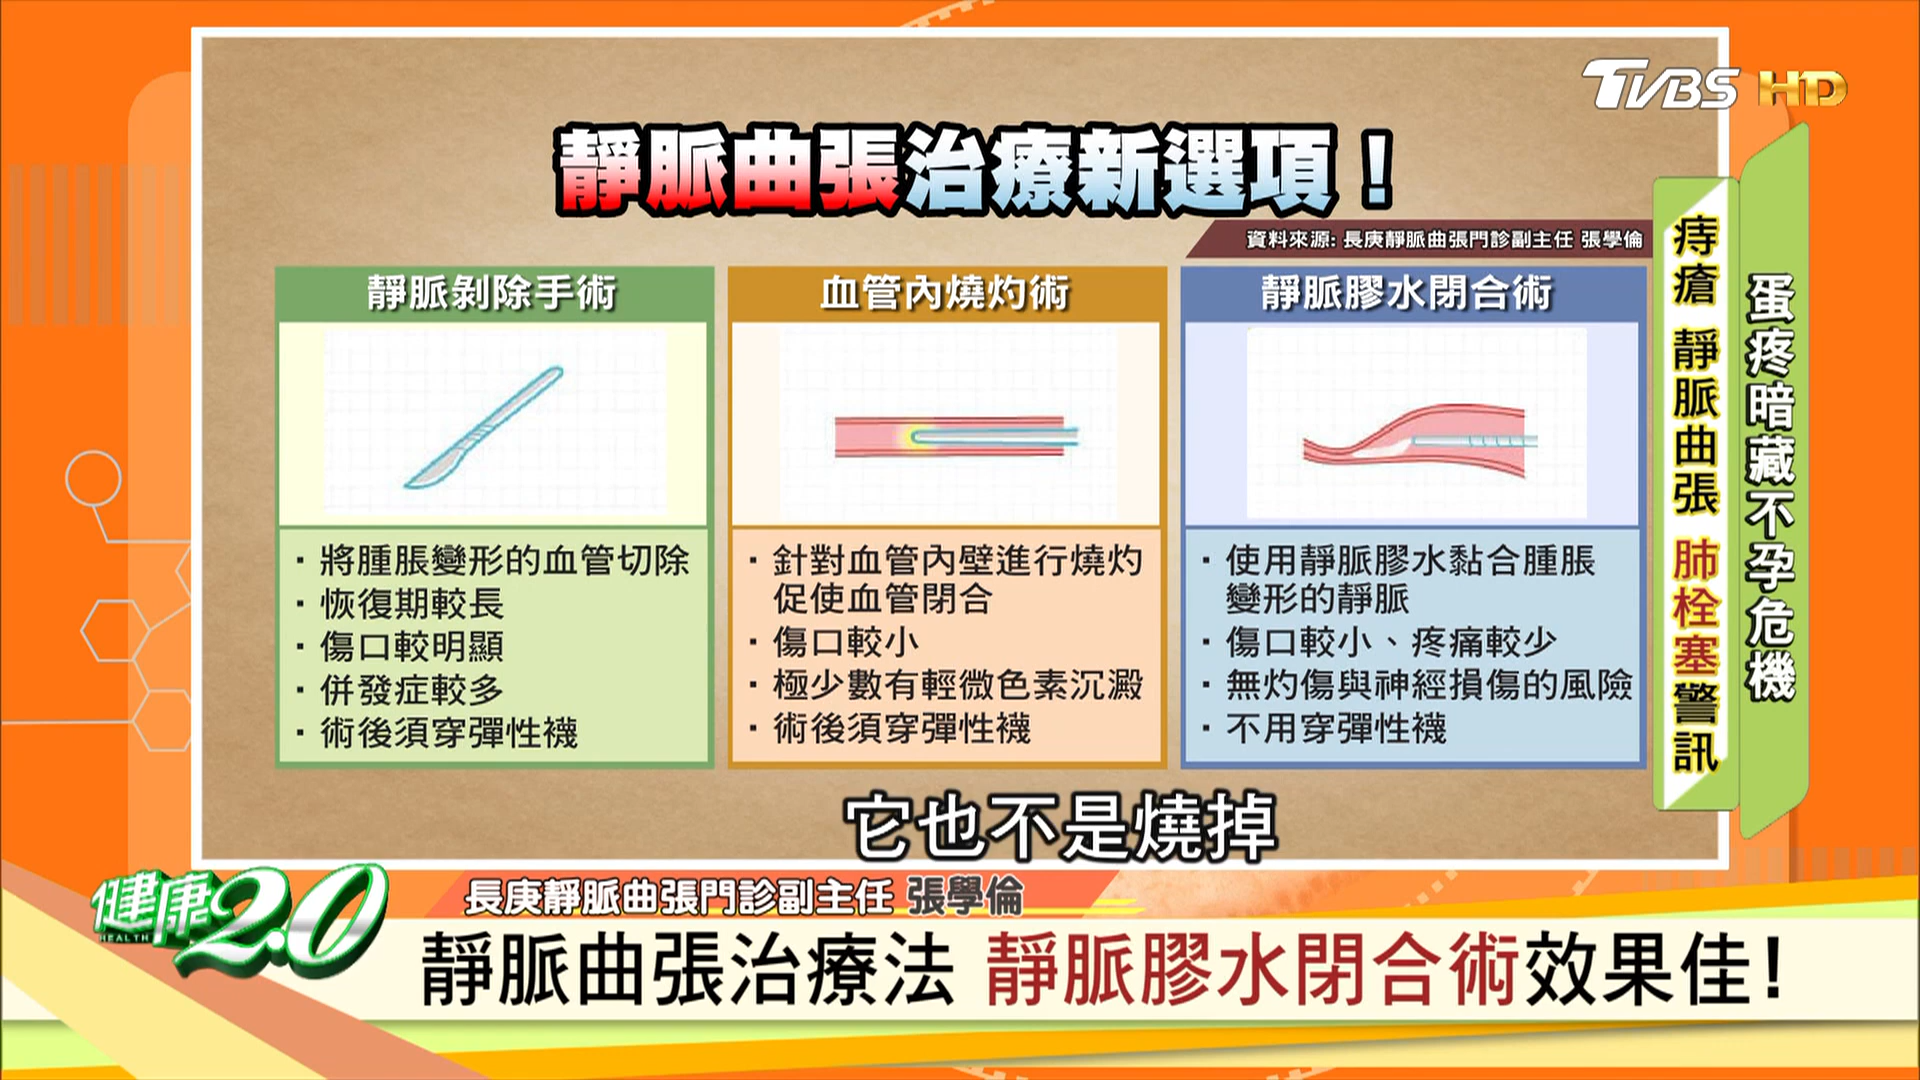 TVBS HD
靜脈曲張治療新選項！
資料來源: 長庚靜脈曲張門診副主任 張學倫
靜脈剝除手術
・將腫脹變形的血管切除
・恢復期較長
・傷口較明顯
・併發症較多
・術後須穿彈性襪
血管內燒灼術
・針對血管內壁進行燒灼
促使血管閉合
・傷口較小
・極少數有輕微色素沉澱
・術後須穿彈性襪
靜脈膠水閉合術
・使用靜脈膠水黏合腫脹
變形的靜脈
・傷口較小、疼痛較少
・無灼傷與神經損傷的風險
・不用穿彈性襪
蛋疼暗藏不孕危機
痔瘡 靜脈曲張 肺栓塞警訊
它也不是燒掉
健康2.0
HEALTH
長庚靜脈曲張門診副主任 張學倫
靜脈曲張治療法 靜脈膠水閉合術效果佳!